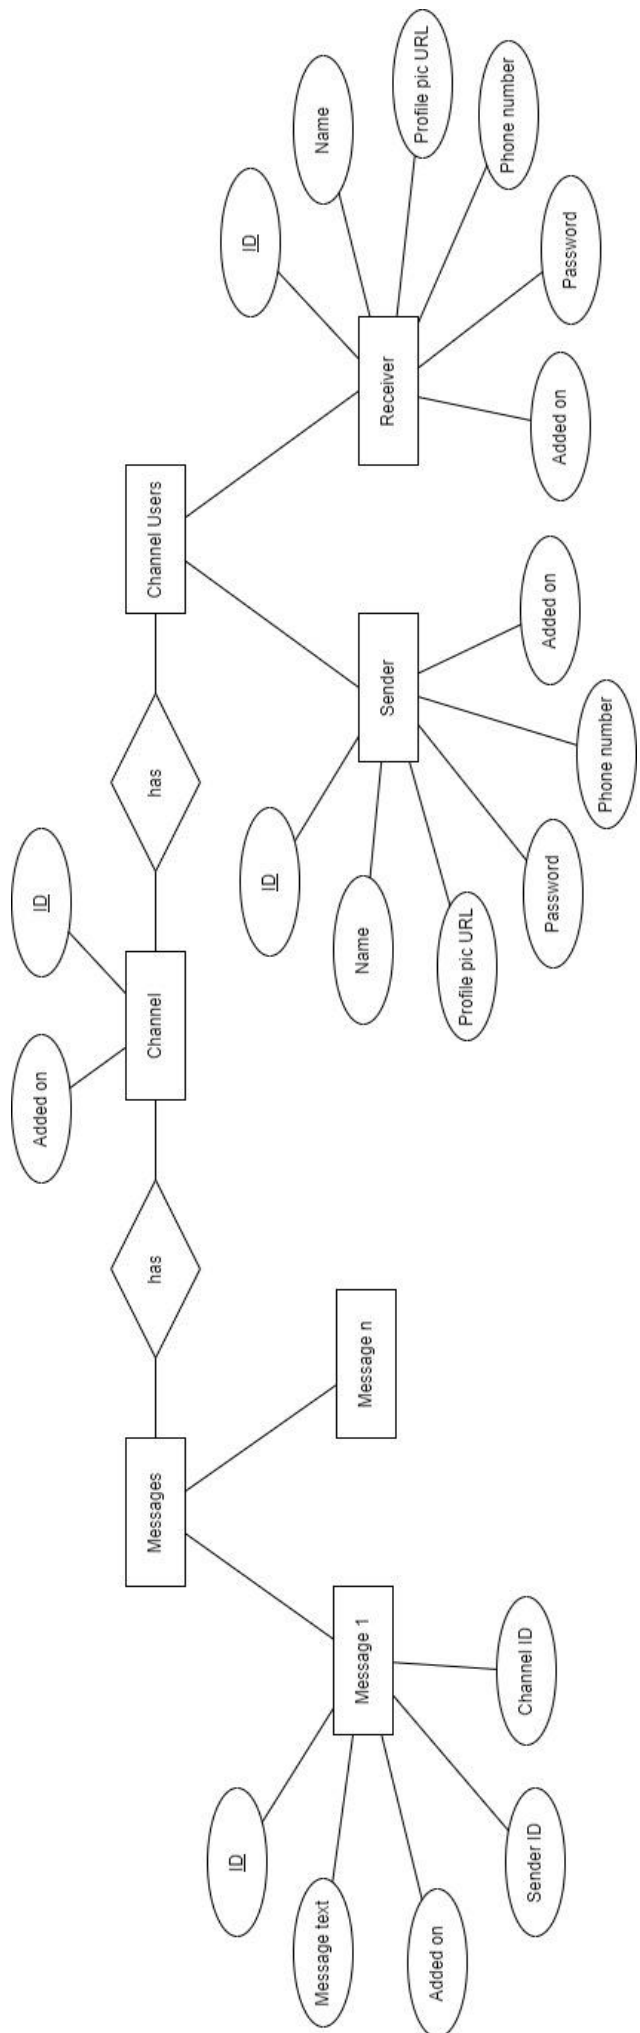 Added on
ID
Messages
has
Channel
has
Channel Users
Message 1
Message n
Sender
Receiver
ID
Message text
Added on
Sender ID
Channel ID
ID
Name
Profile pic URL
Password
Phone number
Added on
ID
Name
Profile pic URL
Phone number
Password
Added on